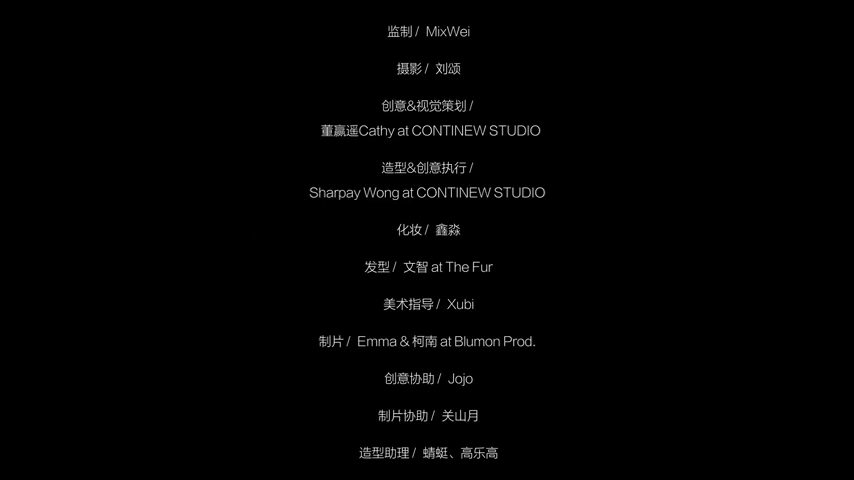 监制 / MixWei
摄影 / 刘颂
创意&视觉策划 /
董赢遥Cathy at CONTINEW STUDIO
造型&创意执行 /
Sharpay Wong at CONTINEW STUDIO
化妆 / 鑫淼
发型 / 文智 at The Fur
美术指导 / Xubi
制片 / Emma & 柯南 at Blumon Prod.
创意协助 / Jojo
制片协助 / 关山月
造型助理 / 蜻蜓、高乐高